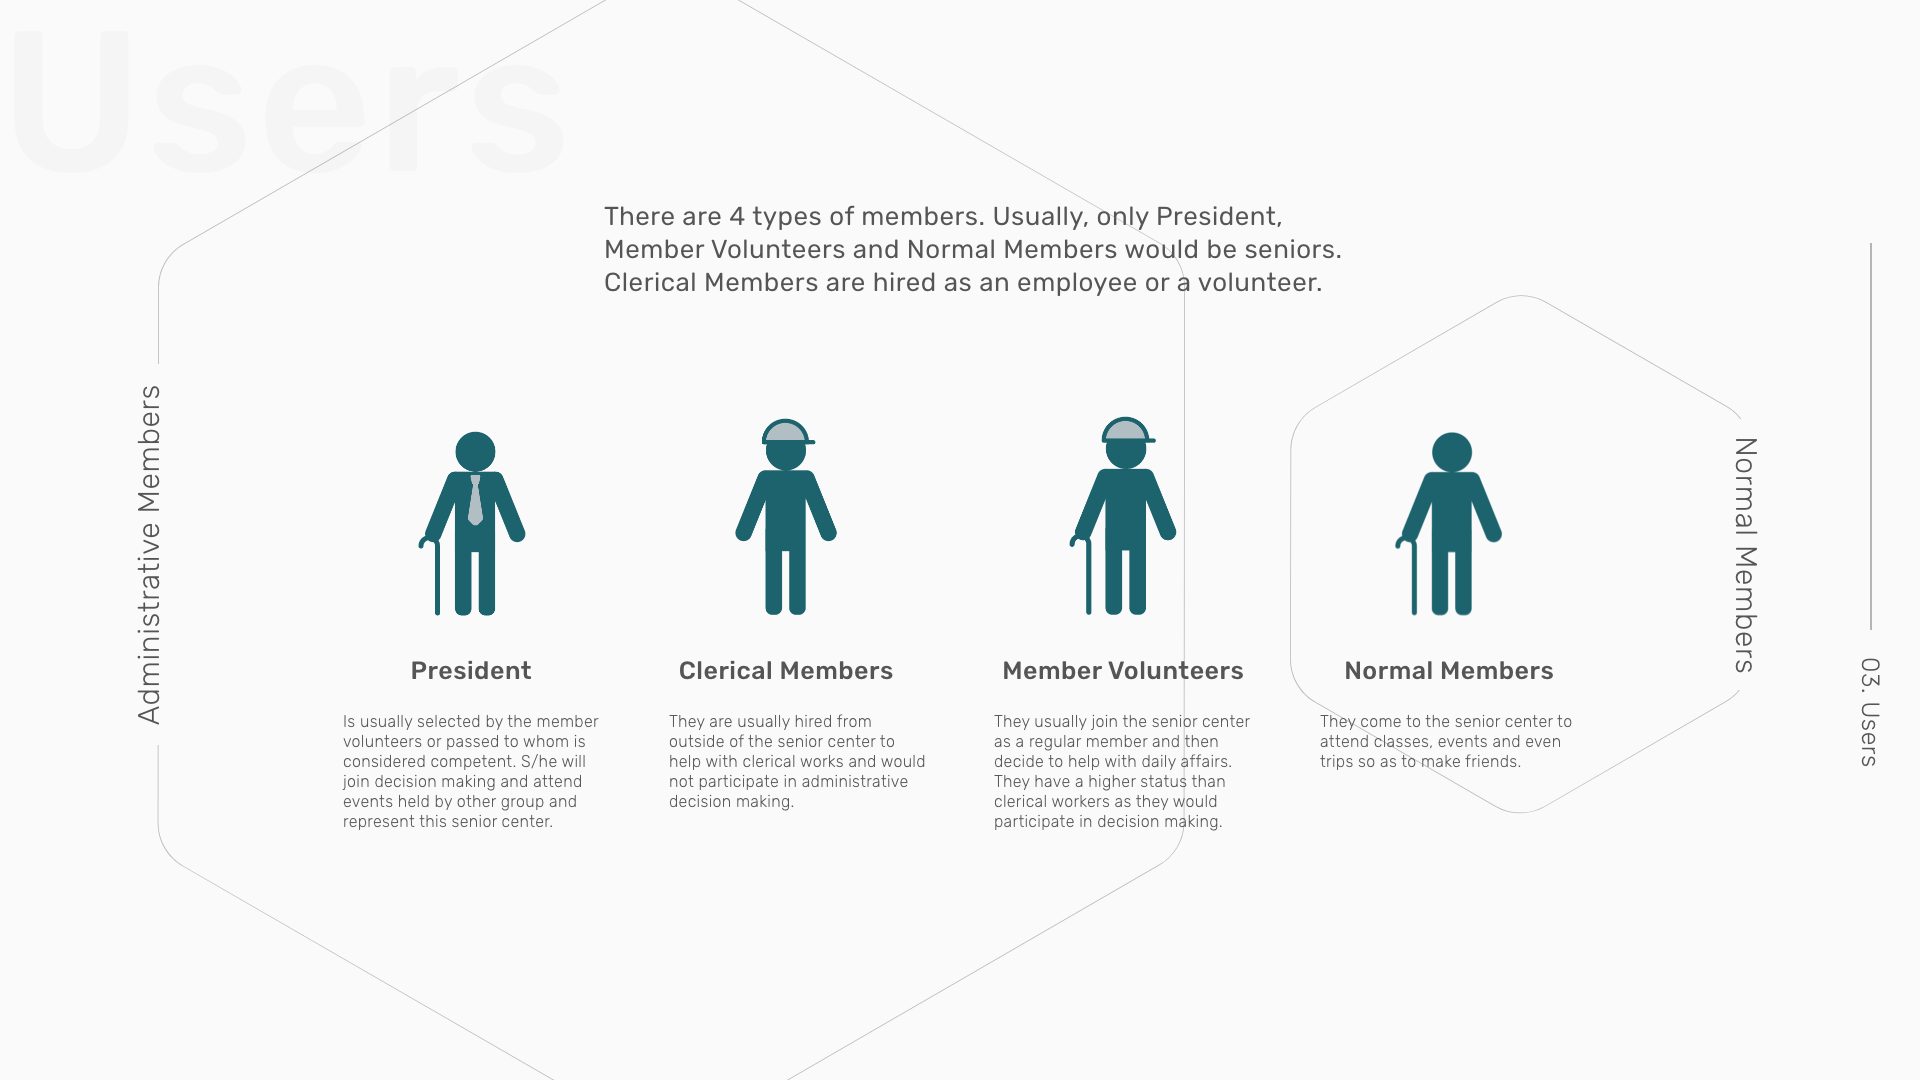 Users
There are 4 types of members. Usually, only President,
Member Volunteers and Normal Members would be seniors.
Clerical Members are hired as an employee or a volunteer.
Administrative Members
President
Is usually selected by the member
volunteers or passed to whom is
considered competent. S/he will
join decision making and attend
events held by other group and
represent this senior center.
Clerical Members
They are usually hired from
outside of the senior center to
help with clerical works and would
not participate in administrative
decision making.
Member Volunteers
They usually join the senior center
as a regular member and then
decide to help with daily affairs.
They have a higher status than
clerical workers as they would
participate in decision making.
Normal Members
They come to the senior center to
attend classes, events and even
trips so as to make friends.
Normal Members
03. Users